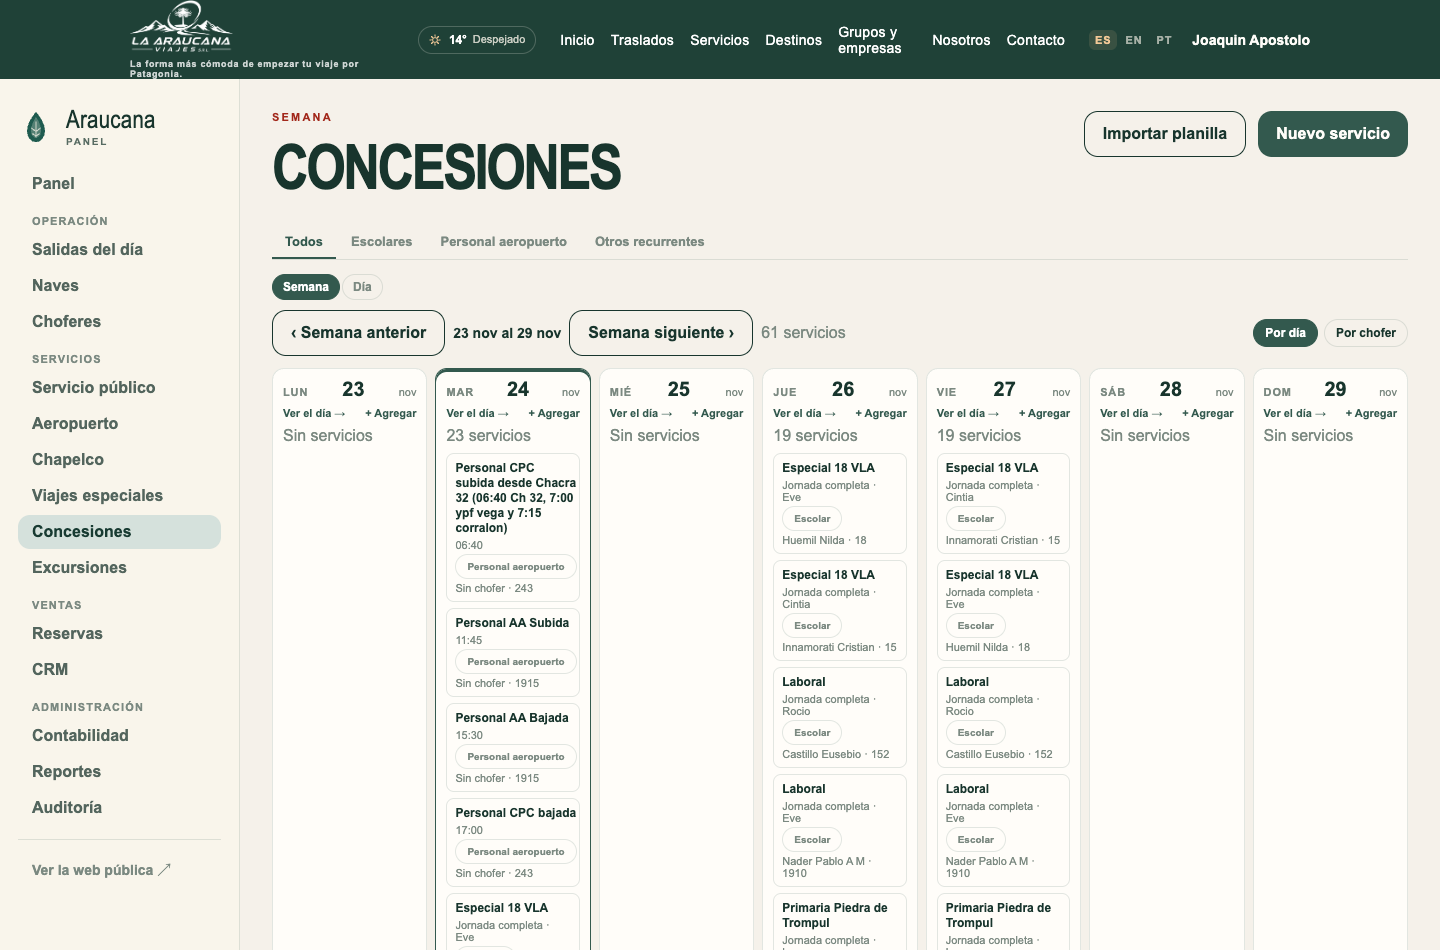 LA ARAUCANA
VIAJES SRL
La forma más cómoda de empezar tu viaje por
Patagonia.
14° Despejado
Inicio
Traslados
Servicios
Destinos
Grupos y
empresas
Nosotros
Contacto
ES EN PT
Joaquin Apostolo
Araucana
PANEL
Panel
OPERACIÓN
Salidas del día
Naves
Choferes
SERVICIOS
Servicio público
Aeropuerto
Chapelco
Viajes especiales
Concesiones
Excursiones
VENTAS
Reservas
CRM
ADMINISTRACIÓN
Contabilidad
Reportes
Auditoría
Ver la web pública ↗
SEMANA
CONCESIONES
Importar planilla
Nuevo servicio
Todos
Escolares
Personal aeropuerto
Otros recurrentes
Semana
Día
‹ Semana anterior
23 nov al 29 nov
Semana siguiente ›
61 servicios
Por día
Por chofer
LUN 23 nov
Ver el día → + Agregar
Sin servicios
MAR 24 nov
Ver el día → + Agregar
23 servicios
Personal CPC
subida desde Chacra
32 (06:40 Ch 32, 7:00
ypf vega y 7:15
corralon)
06:40
Personal aeropuerto
Sin chofer · 243
Personal AA Subida
11:45
Personal aeropuerto
Sin chofer · 1915
Personal AA Bajada
15:30
Personal aeropuerto
Sin chofer · 1915
Personal CPC bajada
17:00
Personal aeropuerto
Sin chofer · 243
Especial 18 VLA
Jornada completa ·
Eve
MIÉ 25 nov
Ver el día → + Agregar
Sin servicios
JUE 26 nov
Ver el día → + Agregar
19 servicios
Especial 18 VLA
Jornada completa ·
Eve
Escolar
Huemil Nilda · 18
Especial 18 VLA
Jornada completa ·
Cintia
Escolar
Innamorati Cristian · 15
Laboral
Jornada completa ·
Rocio
Escolar
Castillo Eusebio · 152
Laboral
Jornada completa ·
Eve
Escolar
Nader Pablo A M ·
1910
Primaria Piedra de
Trompul
Jornada completa ·
VIE 27 nov
Ver el día → + Agregar
19 servicios
Especial 18 VLA
Jornada completa ·
Cintia
Escolar
Innamorati Cristian · 15
Especial 18 VLA
Jornada completa ·
Eve
Escolar
Huemil Nilda · 18
Laboral
Jornada completa ·
Rocio
Escolar
Castillo Eusebio · 152
Laboral
Jornada completa ·
Eve
Escolar
Nader Pablo A M ·
1910
Primaria Piedra de
Trompul
Jornada completa ·
SÁB 28 nov
Ver el día → + Agregar
Sin servicios
DOM 29 nov
Ver el día → + Agregar
Sin servicios